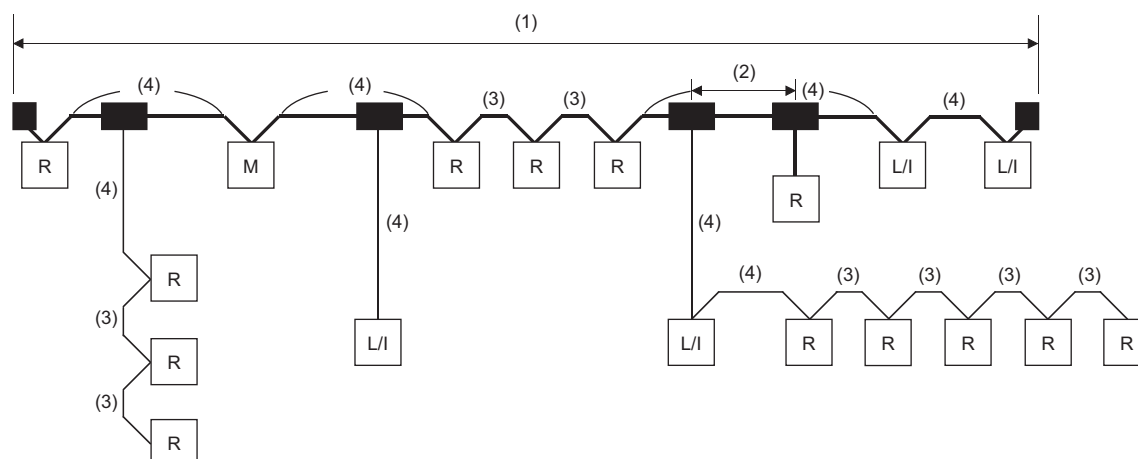 (1)
(2)
(4) (4) (3) (3) (4) (4)
R M R R R L/I L/I
(4) R
(4) (4)
R (4) (3) (3) (3) (3)
(3)
L/I L/I R R R R R
R
(3)
R